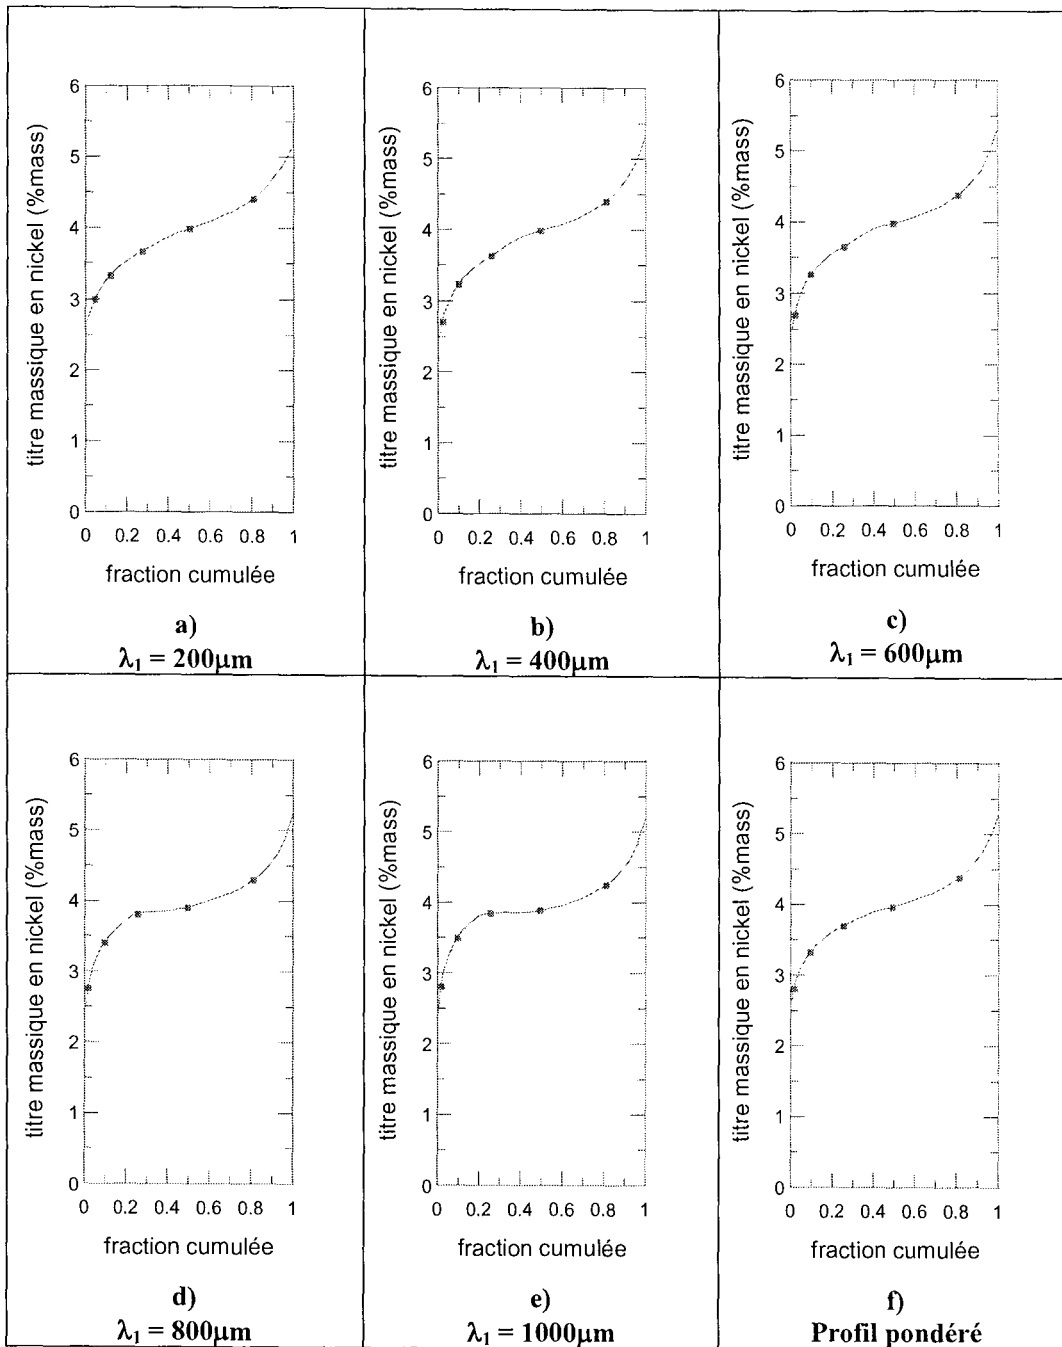 titre massique en nickel (%mass)
6
5
4
3
2
1
0
0 0.2 0.4 0.6 0.8 1
fraction cumulée
a)
λ₁ = 200µm
titre massique en nickel (%mass)
6
5
4
3
2
1
0
0 0.2 0.4 0.6 0.8 1
fraction cumulée
b)
λ₁ = 400µm
titre massique en nickel (%mass)
6
5
4
3
2
1
0
0 0.2 0.4 0.6 0.8 1
fraction cumulée
c)
λ₁ = 600µm
titre massique en nickel (%mass)
6
5
4
3
2
1
0
0 0.2 0.4 0.6 0.8 1
fraction cumulée
d)
λ₁ = 800µm
titre massique en nickel (%mass)
6
5
4
3
2
1
0
0 0.2 0.4 0.6 0.8 1
fraction cumulée
e)
λ₁ = 1000µm
titre massique en nickel (%mass)
6
5
4
3
2
1
0
0 0.2 0.4 0.6 0.8 1
fraction cumulée
f)
Profil pondéré